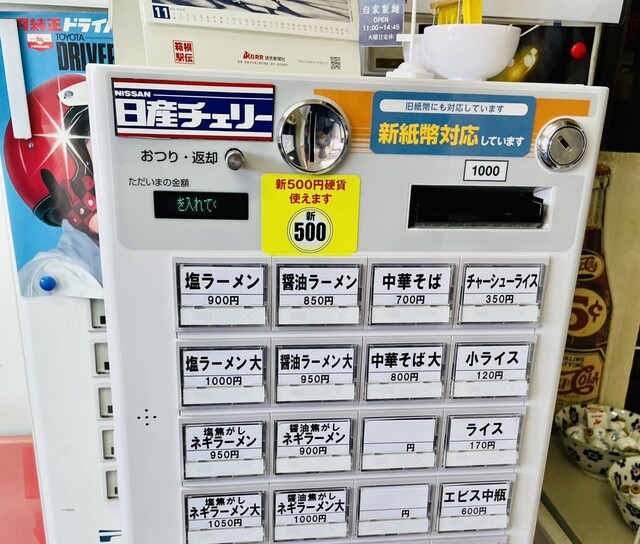 11
箱根
駅伝
KORR 読売新聞社
自家製麺
OPEN
11:00-14:45
火曜日定休
TOYOTA
DRIVER
NISSAN
日産チェリー
旧紙幣にも対応しています
新紙幣対応しています
おつり・返却
ただいまの金額
を入れてく
新500円硬貨
使えます
新
500
1000
塩ラーメン
900円
醤油ラーメン
850円
中華そば
700円
チャーシューライス
350円
塩ラーメン大
1000円
醤油ラーメン大
950円
中華そば大
800円
小ライス
120円
塩焦がし
ネギラーメン
950円
醤油焦がし
ネギラーメン
900円
円
ライス
170円
塩焦がし
ネギラーメン大
1050円
醤油焦がし
ネギラーメン大
1000円
円
エビス中瓶
600円
5¢